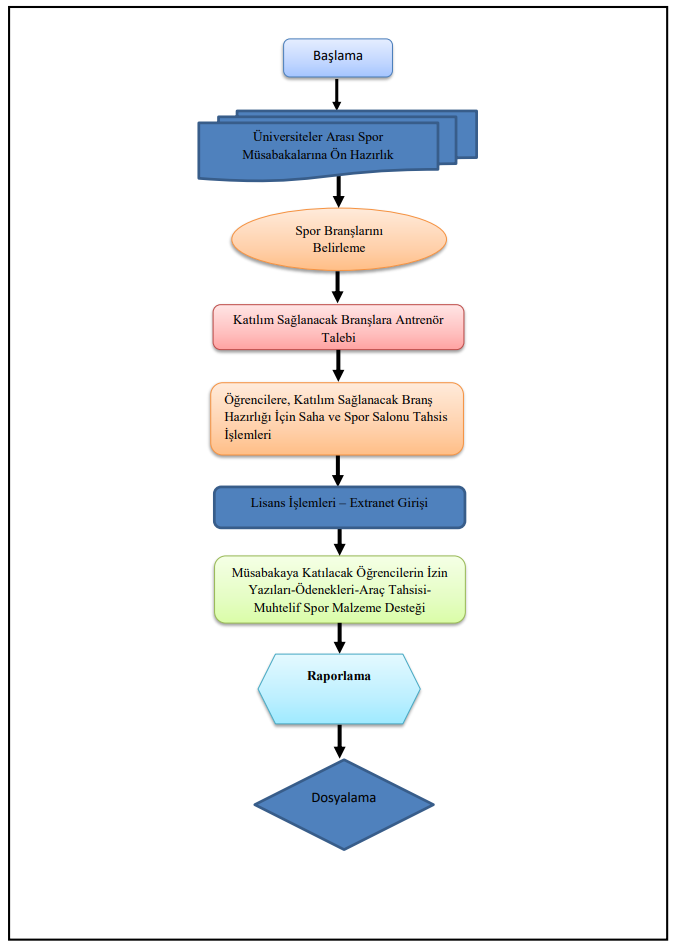 Başlama
Üniversiteler Arası Spor
Müsabakalarına Ön Hazırlık
Spor Branşlarını
Belirleme
Katılım Sağlanacak Branşlara Antrenör
Talebi
Öğrencilere, Katılım Sağlanacak Branş
Hazırlığı İçin Saha ve Spor Salonu Tahsis
İşlemleri
Lisans İşlemleri – Extranet Girişi
Müsabakaya Katılacak Öğrencilerin İzin
Yazıları-Ödenekleri-Araç Tahsisi-
Muhtelif Spor Malzeme Desteği
Raporlama
Dosyalama